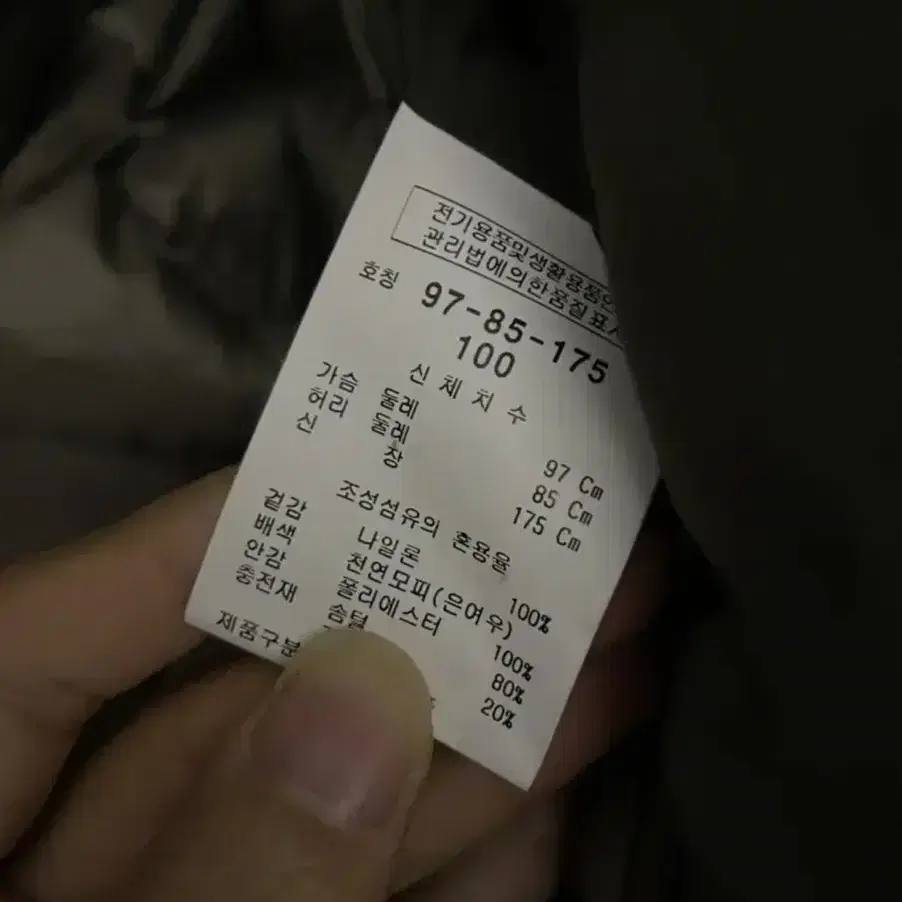 전기용품및생활용품안
관리법에의한품질표시
호칭 97-85-175
100
신 체 치 수
가슴 둘레 97 Cm
허리 둘레 85 Cm
신 장 175 Cm
조성섬유의 혼용율
겉감 나일론 100%
배색 천연모피(은여우)
안감 폴리에스터 100%
충전재 솜털 80%
20%
제품구분